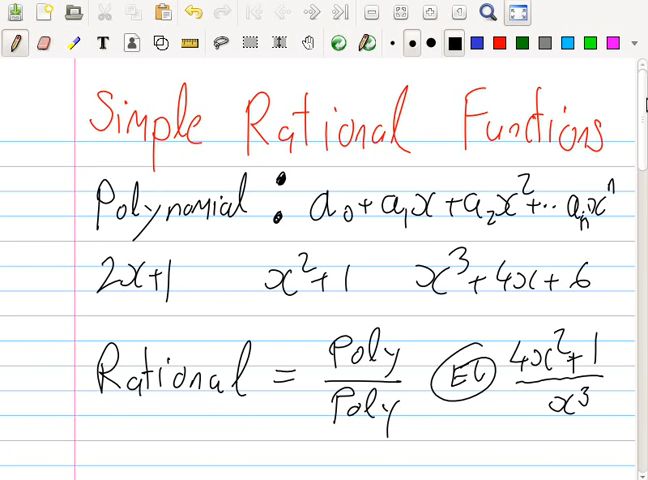 Simple Rational Functions
Polynomial : a₀ + a₁x + a₂x² + ·· aₙxⁿ
2x+1 x²+1 x³+4x+6
Rational = Poly/Poly EG (4x²+1)/x³